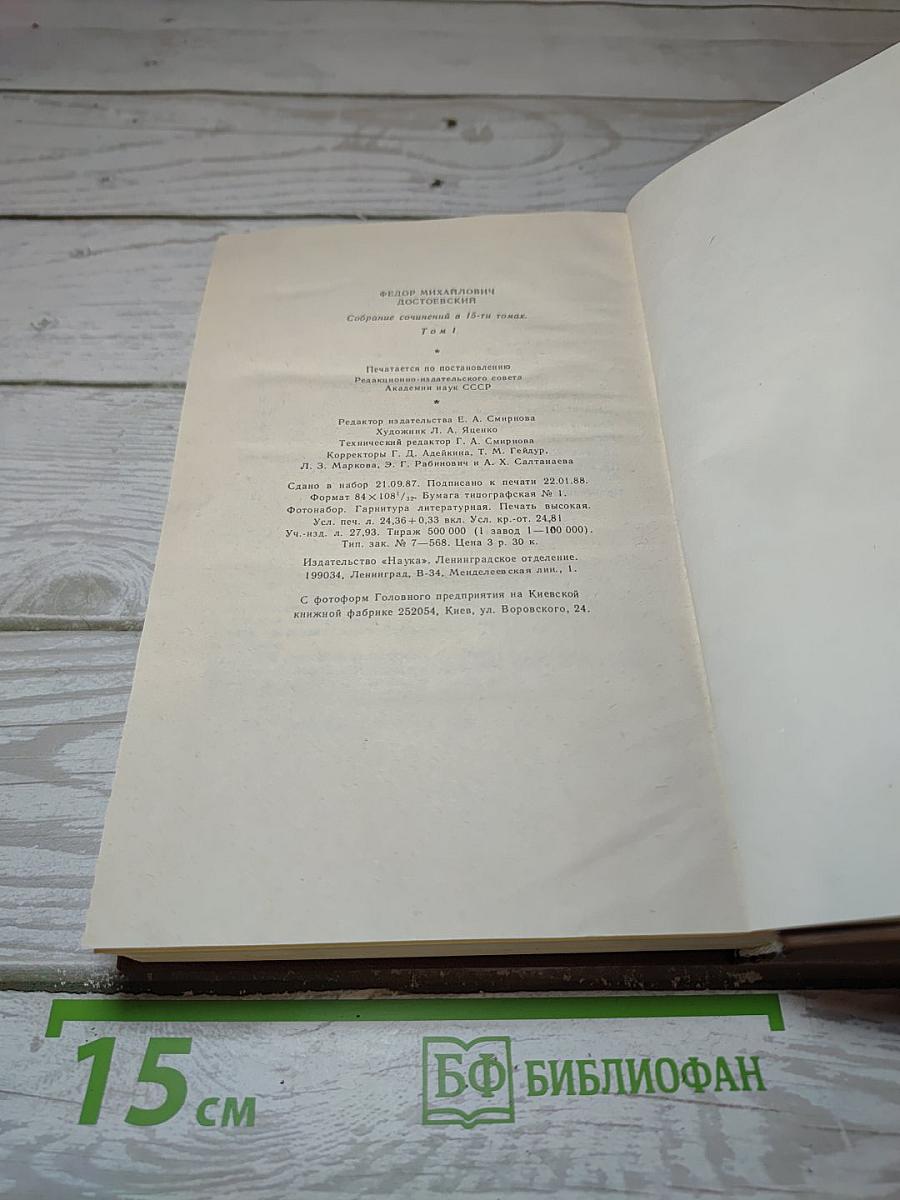 ФЕДОР МИХАЙЛОВИЧ
ДОСТОЕВСКИЙ
Собрание сочинений в 15-ти томах.
Том I
*
Печатается по постановлению
Редакционно-издательского совета
Академии наук СССР
*
Редактор издательства Е. А. Смирнова
Художник Л. А. Яценко
Технический редактор Г. А. Смирнова
Корректоры Г. Д. Адейкина, Т. М. Гейдур,
Л. З. Маркова, Э. Г. Рабинович и А. Х. Салтанаева
Сдано в набор 21.09.87. Подписано к печати 22.01.88.
Формат 84×108¹/₃₂. Бумага типографская № 1.
Фотонабор. Гарнитура литературная. Печать высокая.
Усл. печ. л. 24,36+0,33 вкл. Усл. кр.-от. 24,81
Уч.-изд. л. 27,93. Тираж 500 000 (1 завод 1—100 000).
Тип. зак. № 7—568. Цена 3 р. 30 к.
Издательство «Наука», Ленинградское отделение.
199034, Ленинград, В-34, Менделеевская лин., 1.
С фотоформ Головного предприятия на Киевской
книжной фабрике 252054, Киев, ул. Воровского, 24.
15 см
БФ БИБЛИОФАН